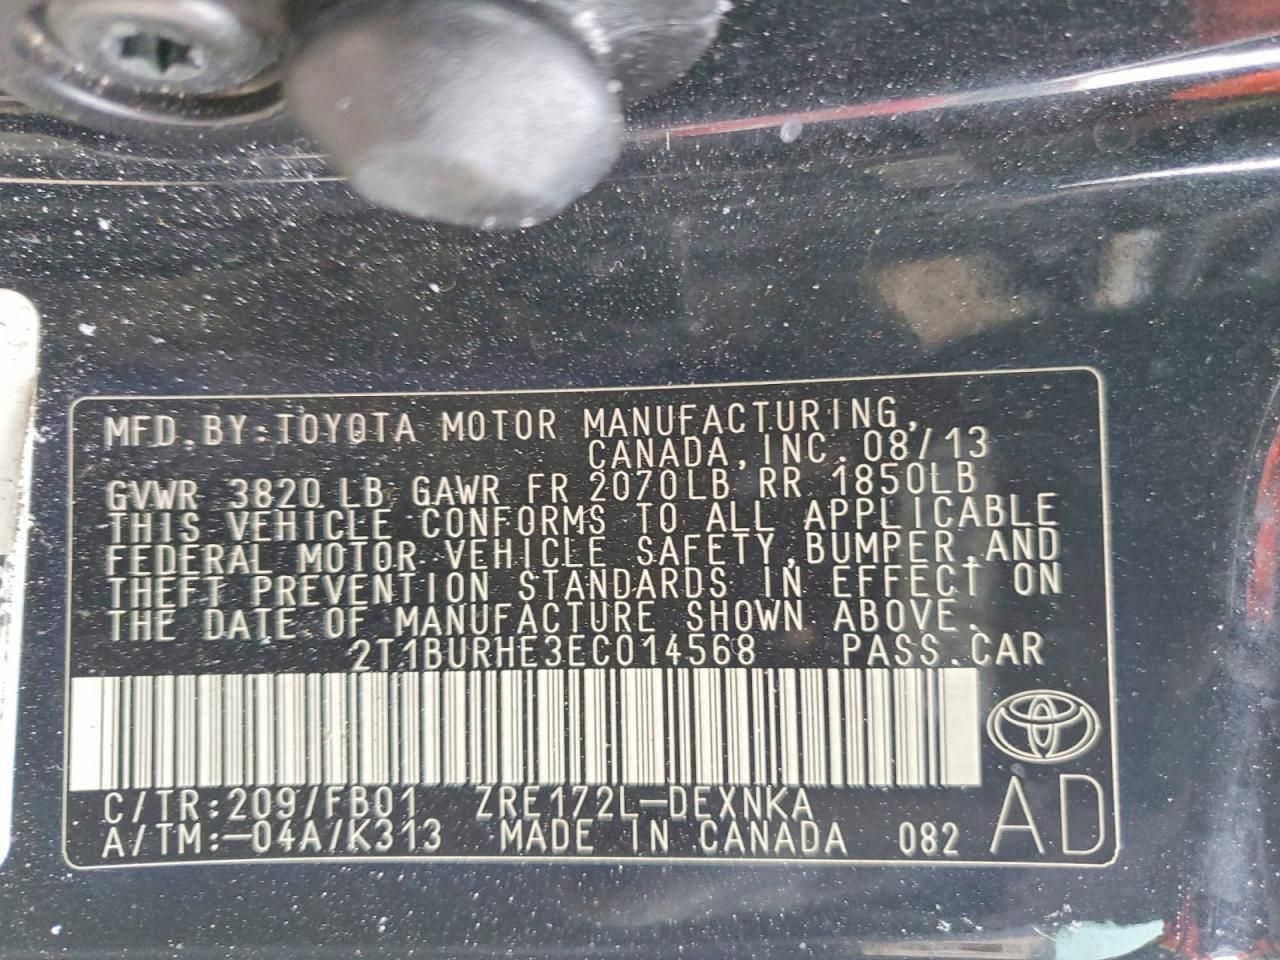 MFD.BY:TOYOTA MOTOR MANUFACTURING,
CANADA,INC. 08/13
GVWR 3820 LB GAWR FR 2070LB RR 1850LB
THIS VEHICLE CONFORMS TO ALL APPLICABLE
FEDERAL MOTOR VEHICLE SAFETY,BUMPER,AND
THEFT PREVENTION STANDARDS IN EFFECT ON
THE DATE OF MANUFACTURE SHOWN ABOVE.
2T1BURHE3EC014568 PASS.CAR
C/TR:209/FB01 ZRE172L-DEXNKA
A/TM:-04A/K313 MADE IN CANADA 082
AD